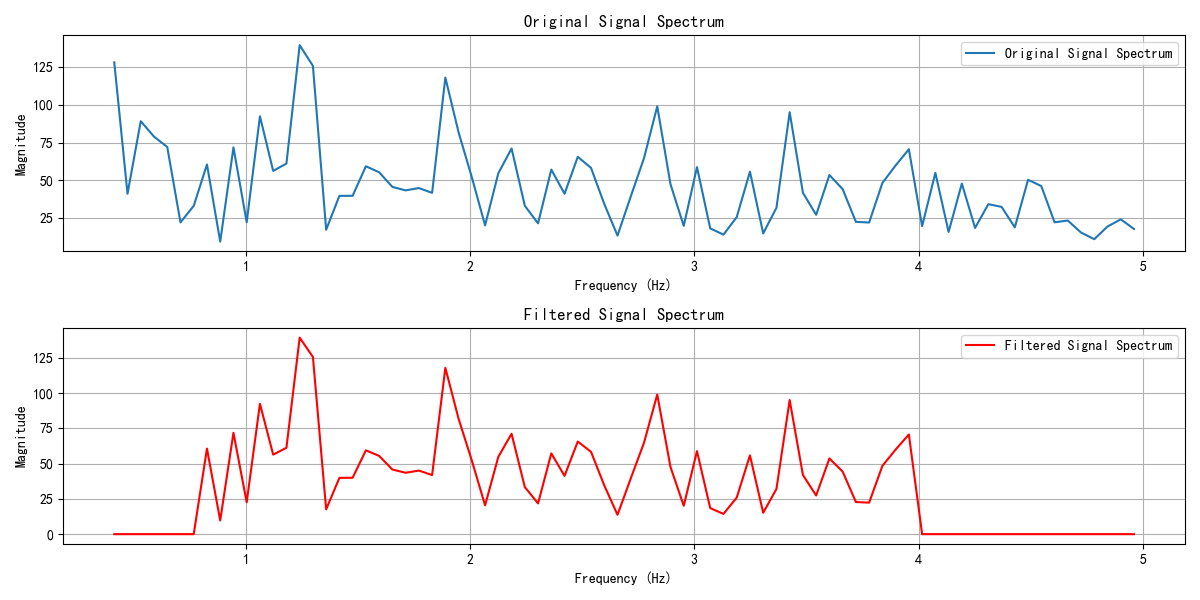 Original Signal Spectrum
Original Signal Spectrum
Magnitude
125
100
75
50
25
1 2 3 4 5
Frequency (Hz)
Filtered Signal Spectrum
Filtered Signal Spectrum
Magnitude
125
100
75
50
25
0
1 2 3 4 5
Frequency (Hz)